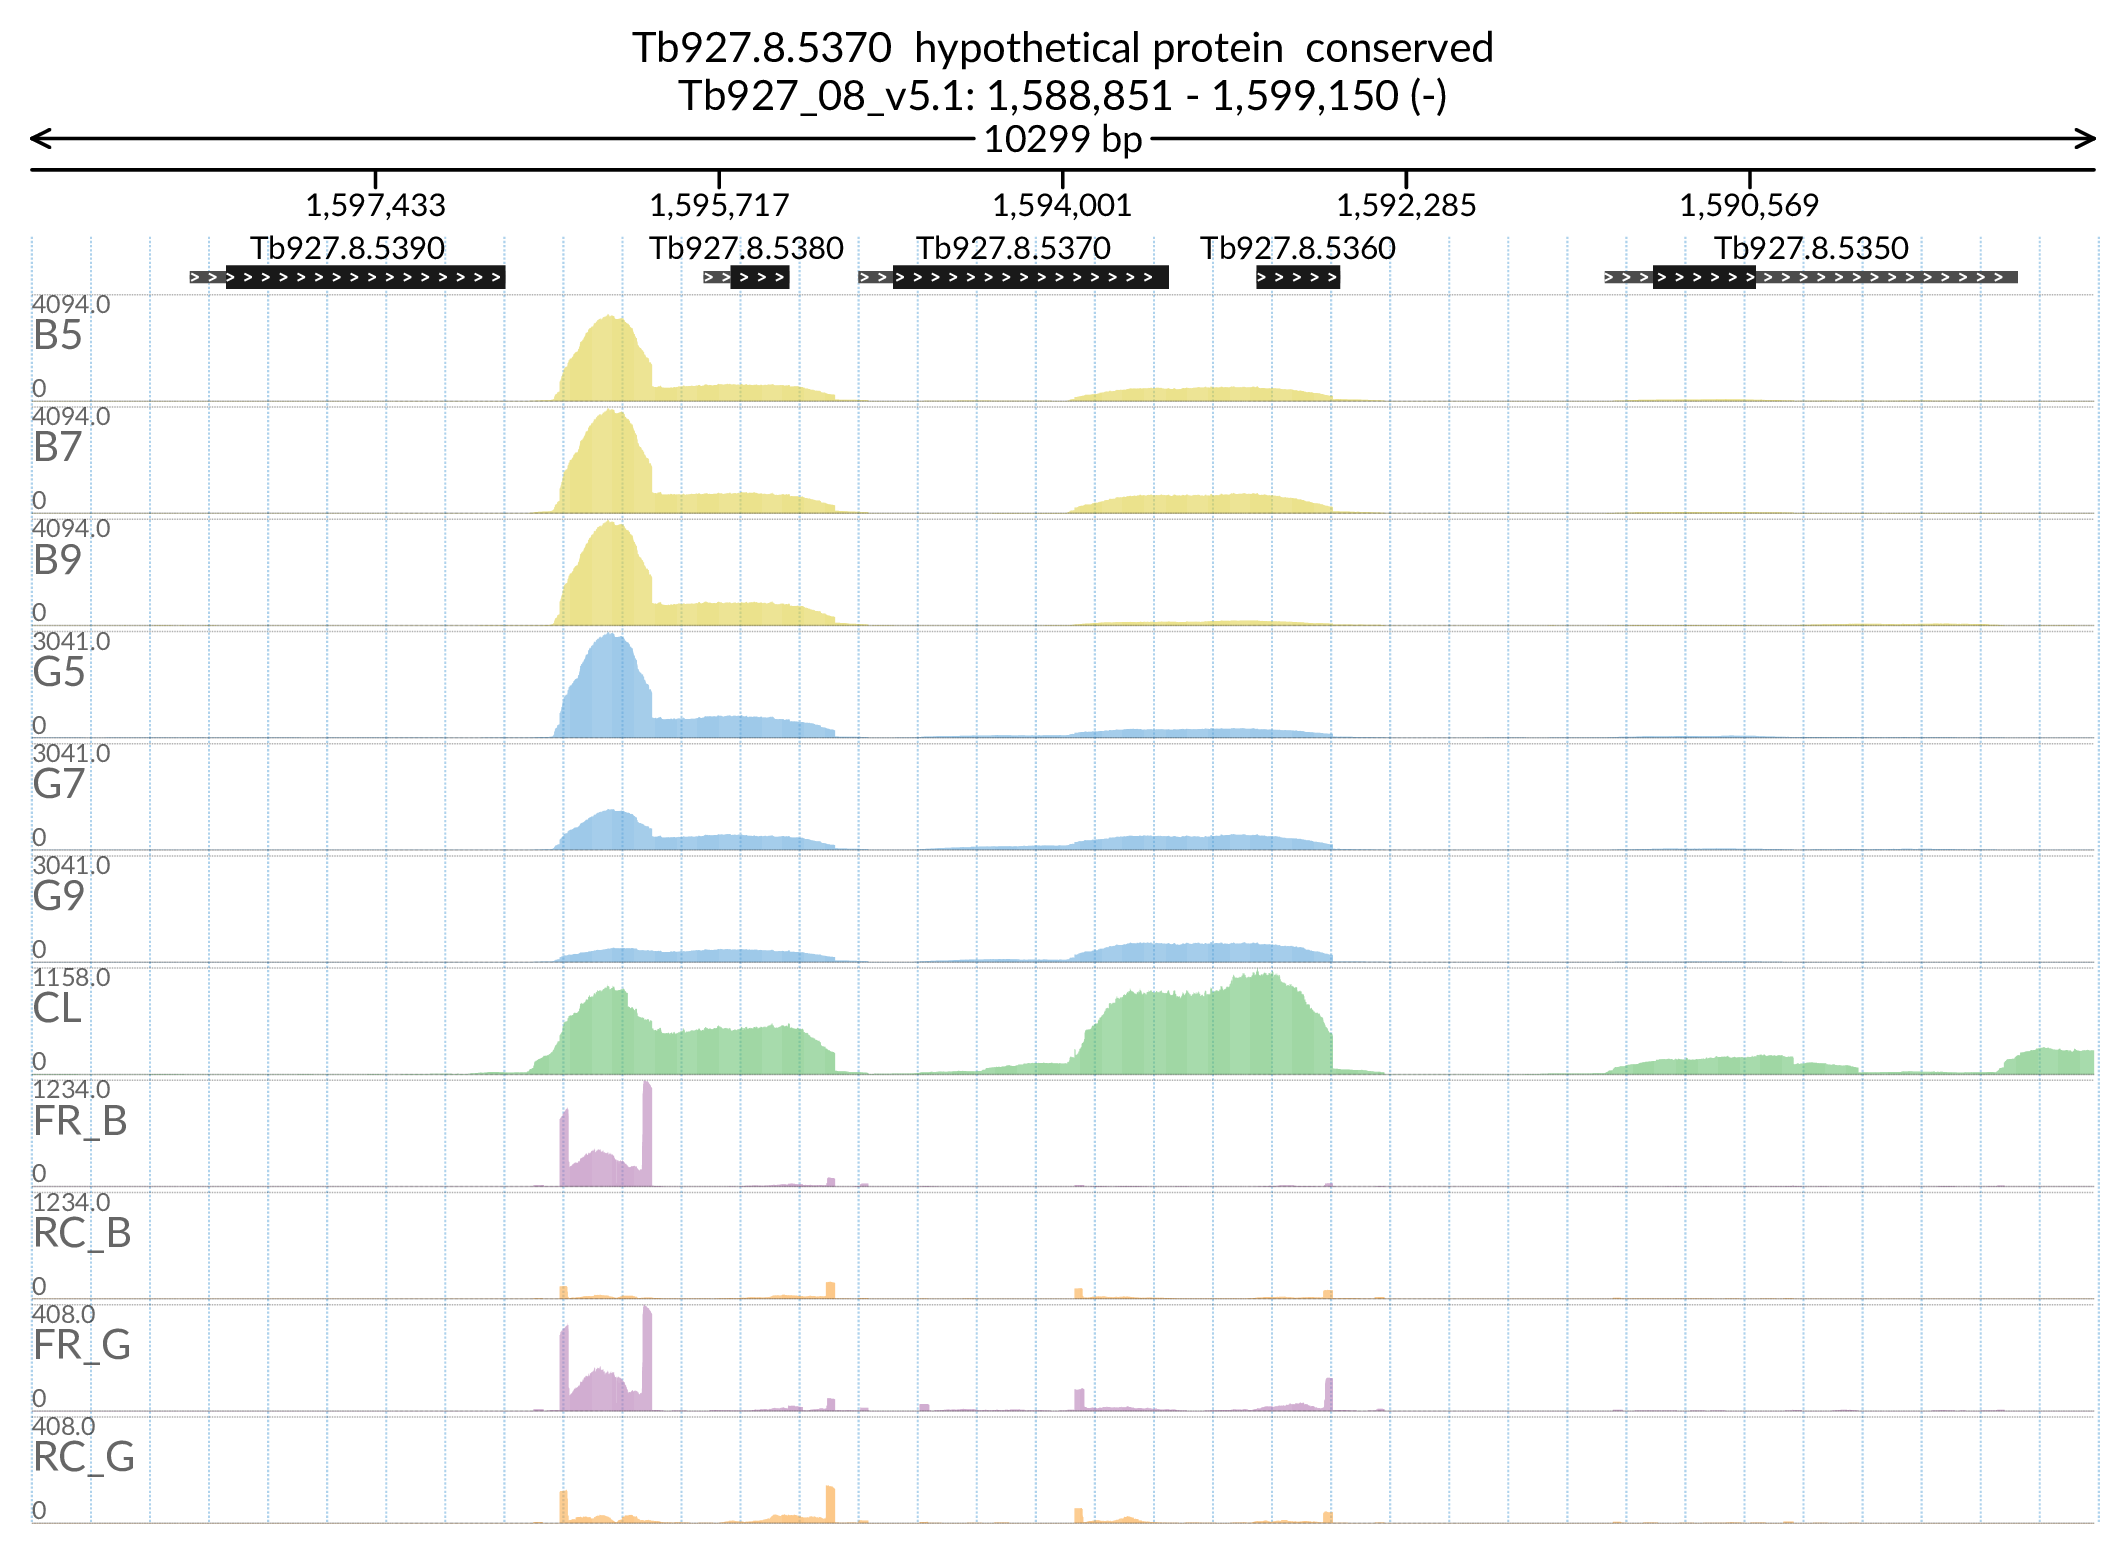 Tb927.8.5370 hypothetical protein conserved
Tb927_08_v5.1: 1,588,851 - 1,599,150 (-)
10299 bp
1,597,433 1,595,717 1,594,001 1,592,285 1,590,569
Tb927.8.5390 Tb927.8.5380 Tb927.8.5370 Tb927.8.5360 Tb927.8.5350
4094.0
B5
0
4094.0
B7
0
4094.0
B9
0
3041.0
G5
0
3041.0
G7
0
3041.0
G9
0
1158.0
CL
0
1234.0
FR_B
0
1234.0
RC_B
0
408.0
FR_G
0
408.0
RC_G
0